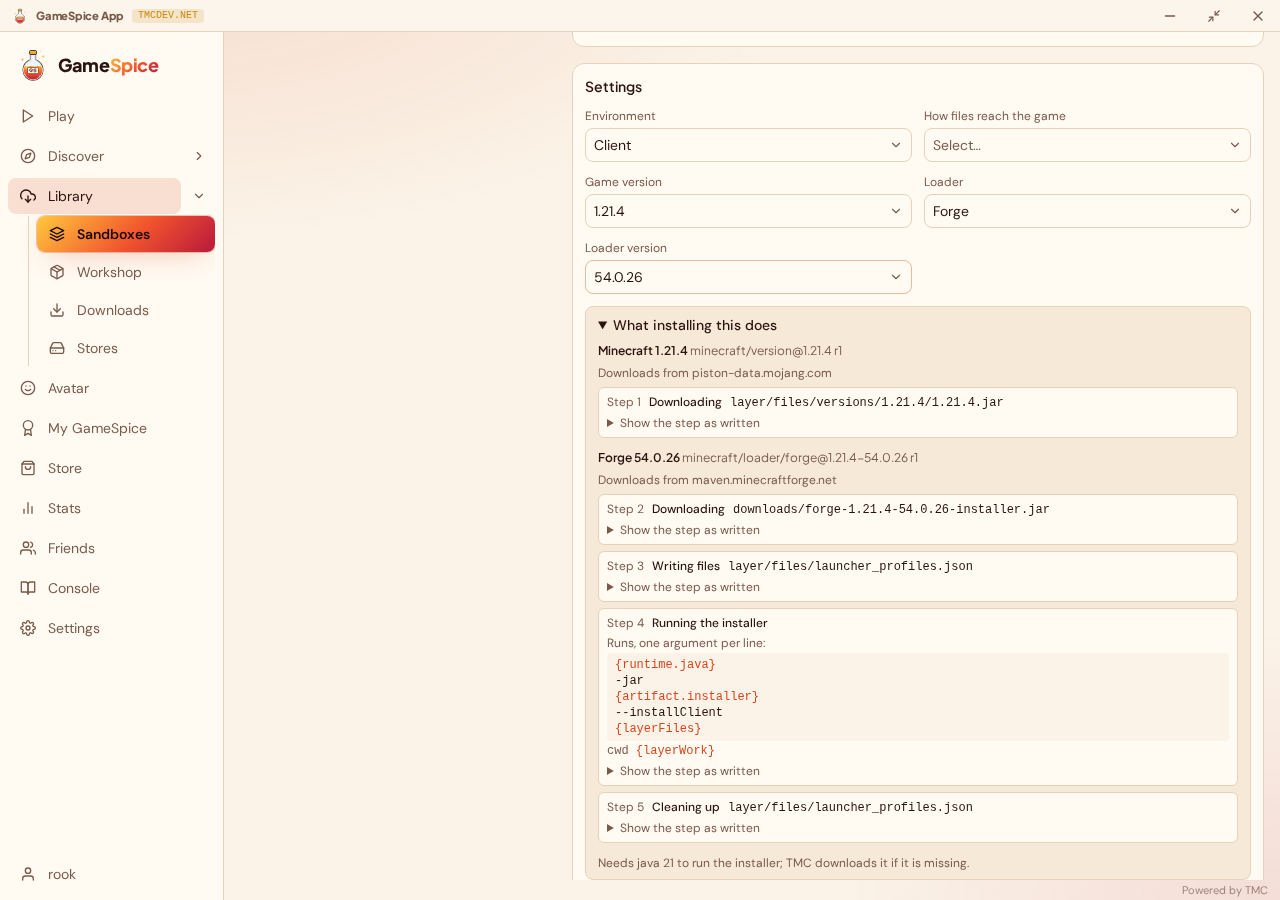 GameSpice App TMCDEV.NET
GameSpice
Play
Discover
Library
Sandboxes
Workshop
Downloads
Stores
Avatar
My GameSpice
Store
Stats
Friends
Console
Settings
rook
Settings
Environment
Client
How files reach the game
Select…
Game version
1.21.4
Loader
Forge
Loader version
54.0.26
What installing this does
Minecraft 1.21.4 minecraft/version@1.21.4 r1
Downloads from piston-data.mojang.com
Step 1 Downloading layer/files/versions/1.21.4/1.21.4.jar
Show the step as written
Forge 54.0.26 minecraft/loader/forge@1.21.4-54.0.26 r1
Downloads from maven.minecraftforge.net
Step 2 Downloading downloads/forge-1.21.4-54.0.26-installer.jar
Show the step as written
Step 3 Writing files layer/files/launcher_profiles.json
Show the step as written
Step 4 Running the installer
Runs, one argument per line:
{runtime.java}
-jar
{artifact.installer}
--installClient
{layerFiles}
cwd {layerWork}
Show the step as written
Step 5 Cleaning up layer/files/launcher_profiles.json
Show the step as written
Needs java 21 to run the installer; TMC downloads it if it is missing.
Powered by TMC